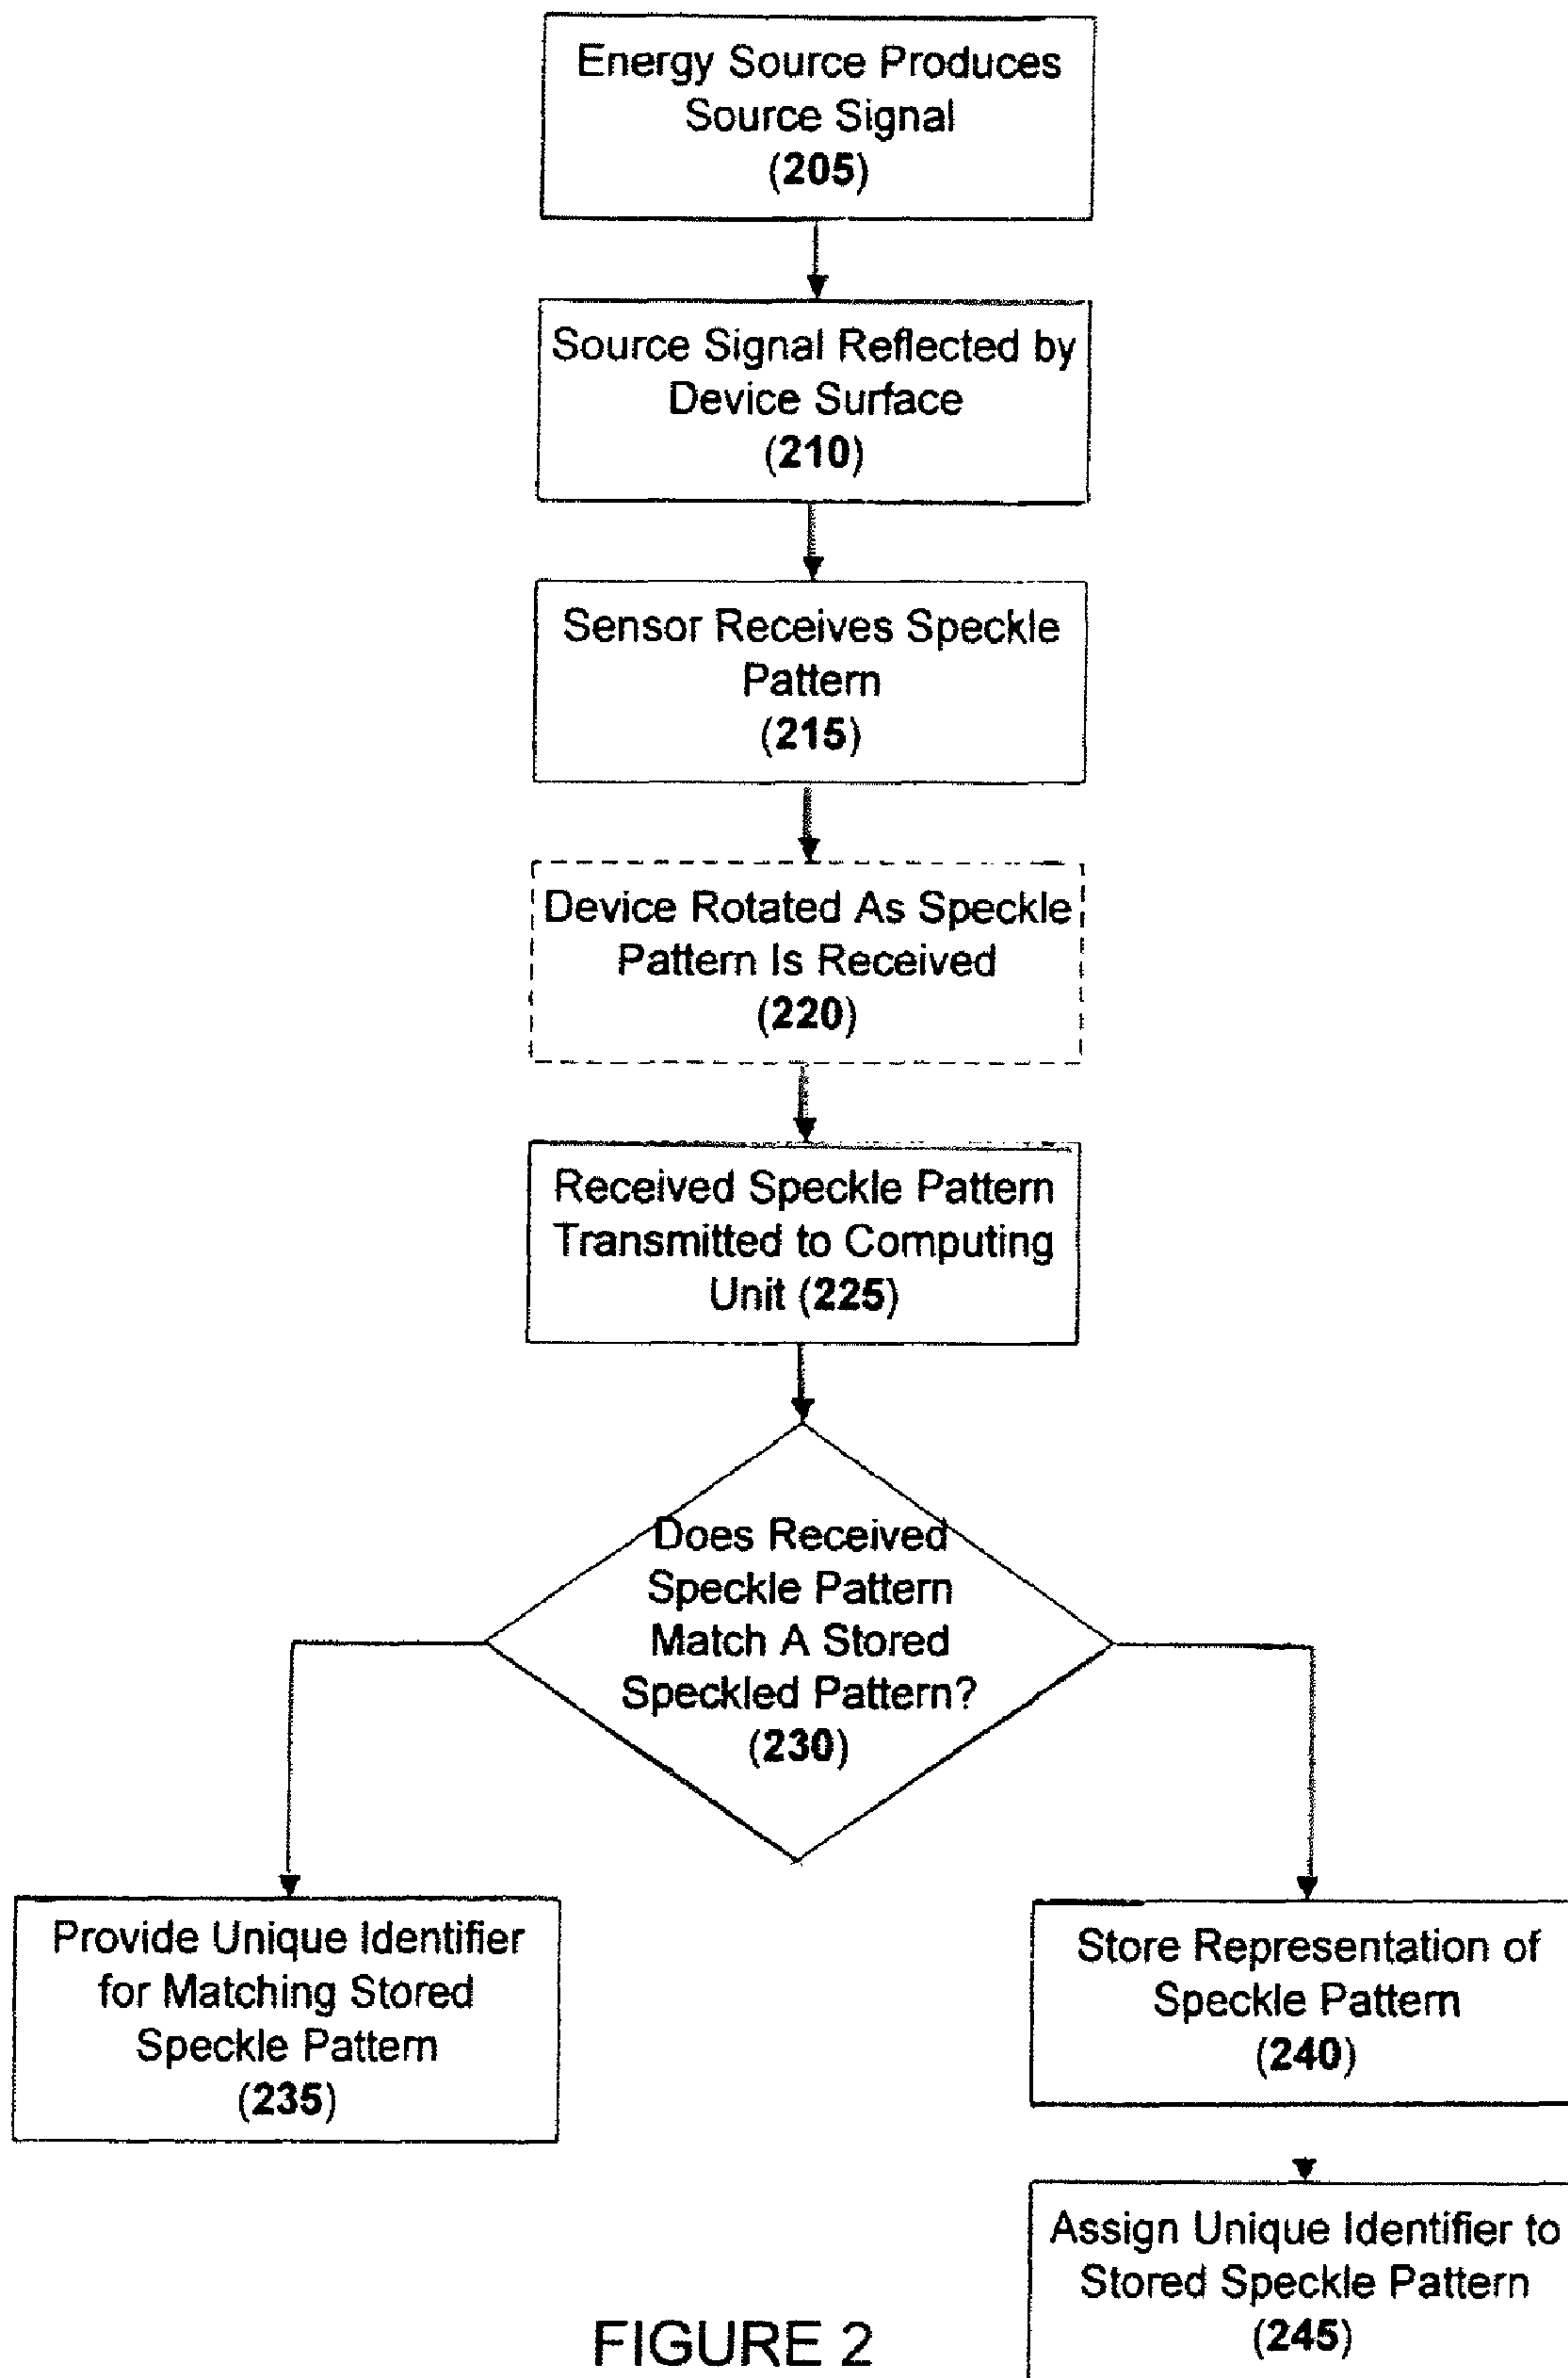 Energy Source Produces
Source Signal
(205)
Source Signal Reflected by
Device Surface
(210)
Sensor Receives Speckle
Pattern
(215)
Device Rotated As Speckle
Pattern Is Received
(220)
Received Speckle Pattern
Transmitted to Computing
Unit (225)
Does Received
Speckle Pattern
Match A Stored
Speckled Pattern?
(230)
Provide Unique Identifier
for Matching Stored
Speckle Pattern
(235)
Store Representation of
Speckle Pattern
(240)
Assign Unique Identifier to
Stored Speckle Pattern
(245)
FIGURE 2